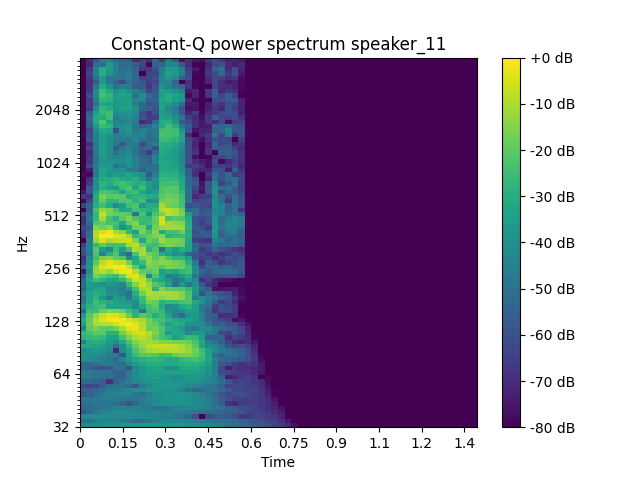 Constant-Q power spectrum speaker_11
+0 dB
2048
-10 dB
1024
-20 dB
512
-30 dB
Hz
256
-40 dB
128
-50 dB
64
-60 dB
32
-70 dB
-80 dB
0 0.15 0.3 0.45 0.6 0.75 0.9 1.1 1.2 1.4
Time